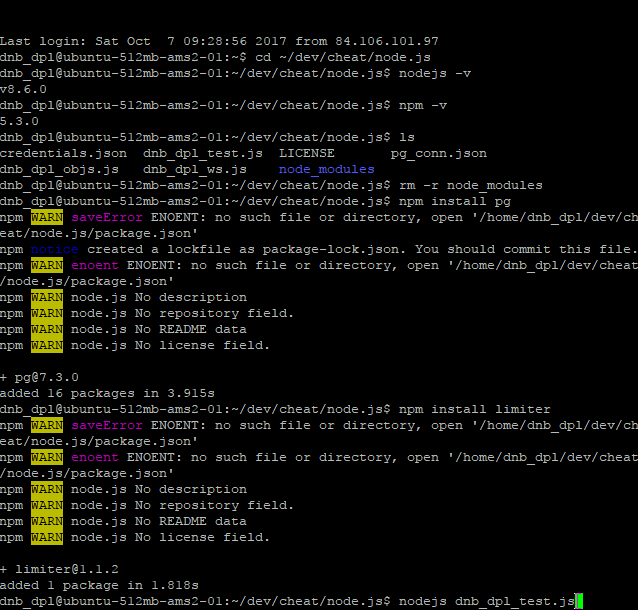 Last login: Sat Oct  7 09:28:56 2017 from 84.106.101.97
dnb_dpl@ubuntu-512mb-ams2-01:~$ cd ~/dev/cheat/node.js
dnb_dpl@ubuntu-512mb-ams2-01:~/dev/cheat/node.js$ nodejs -v
v8.6.0
dnb_dpl@ubuntu-512mb-ams2-01:~/dev/cheat/node.js$ npm -v
5.3.0
dnb_dpl@ubuntu-512mb-ams2-01:~/dev/cheat/node.js$ ls
credentials.json  dnb_dpl_test.js  LICENSE       pg_conn.json
dnb_dpl_objs.js   dnb_dpl_ws.js    node_modules
dnb_dpl@ubuntu-512mb-ams2-01:~/dev/cheat/node.js$ rm -r node_modules
dnb_dpl@ubuntu-512mb-ams2-01:~/dev/cheat/node.js$ npm install pg
npm WARN saveError ENOENT: no such file or directory, open '/home/dnb_dpl/dev/ch
eat/node.js/package.json'
npm notice created a lockfile as package-lock.json. You should commit this file.
npm WARN enoent ENOENT: no such file or directory, open '/home/dnb_dpl/dev/cheat
/node.js/package.json'
npm WARN node.js No description
npm WARN node.js No repository field.
npm WARN node.js No README data
npm WARN node.js No license field.

+ pg@7.3.0
added 16 packages in 3.915s
dnb_dpl@ubuntu-512mb-ams2-01:~/dev/cheat/node.js$ npm install limiter
npm WARN saveError ENOENT: no such file or directory, open '/home/dnb_dpl/dev/ch
eat/node.js/package.json'
npm WARN enoent ENOENT: no such file or directory, open '/home/dnb_dpl/dev/cheat
/node.js/package.json'
npm WARN node.js No description
npm WARN node.js No repository field.
npm WARN node.js No README data
npm WARN node.js No license field.

+ limiter@1.1.2
added 1 package in 1.818s
dnb_dpl@ubuntu-512mb-ams2-01:~/dev/cheat/node.js$ nodejs dnb_dpl_test.js